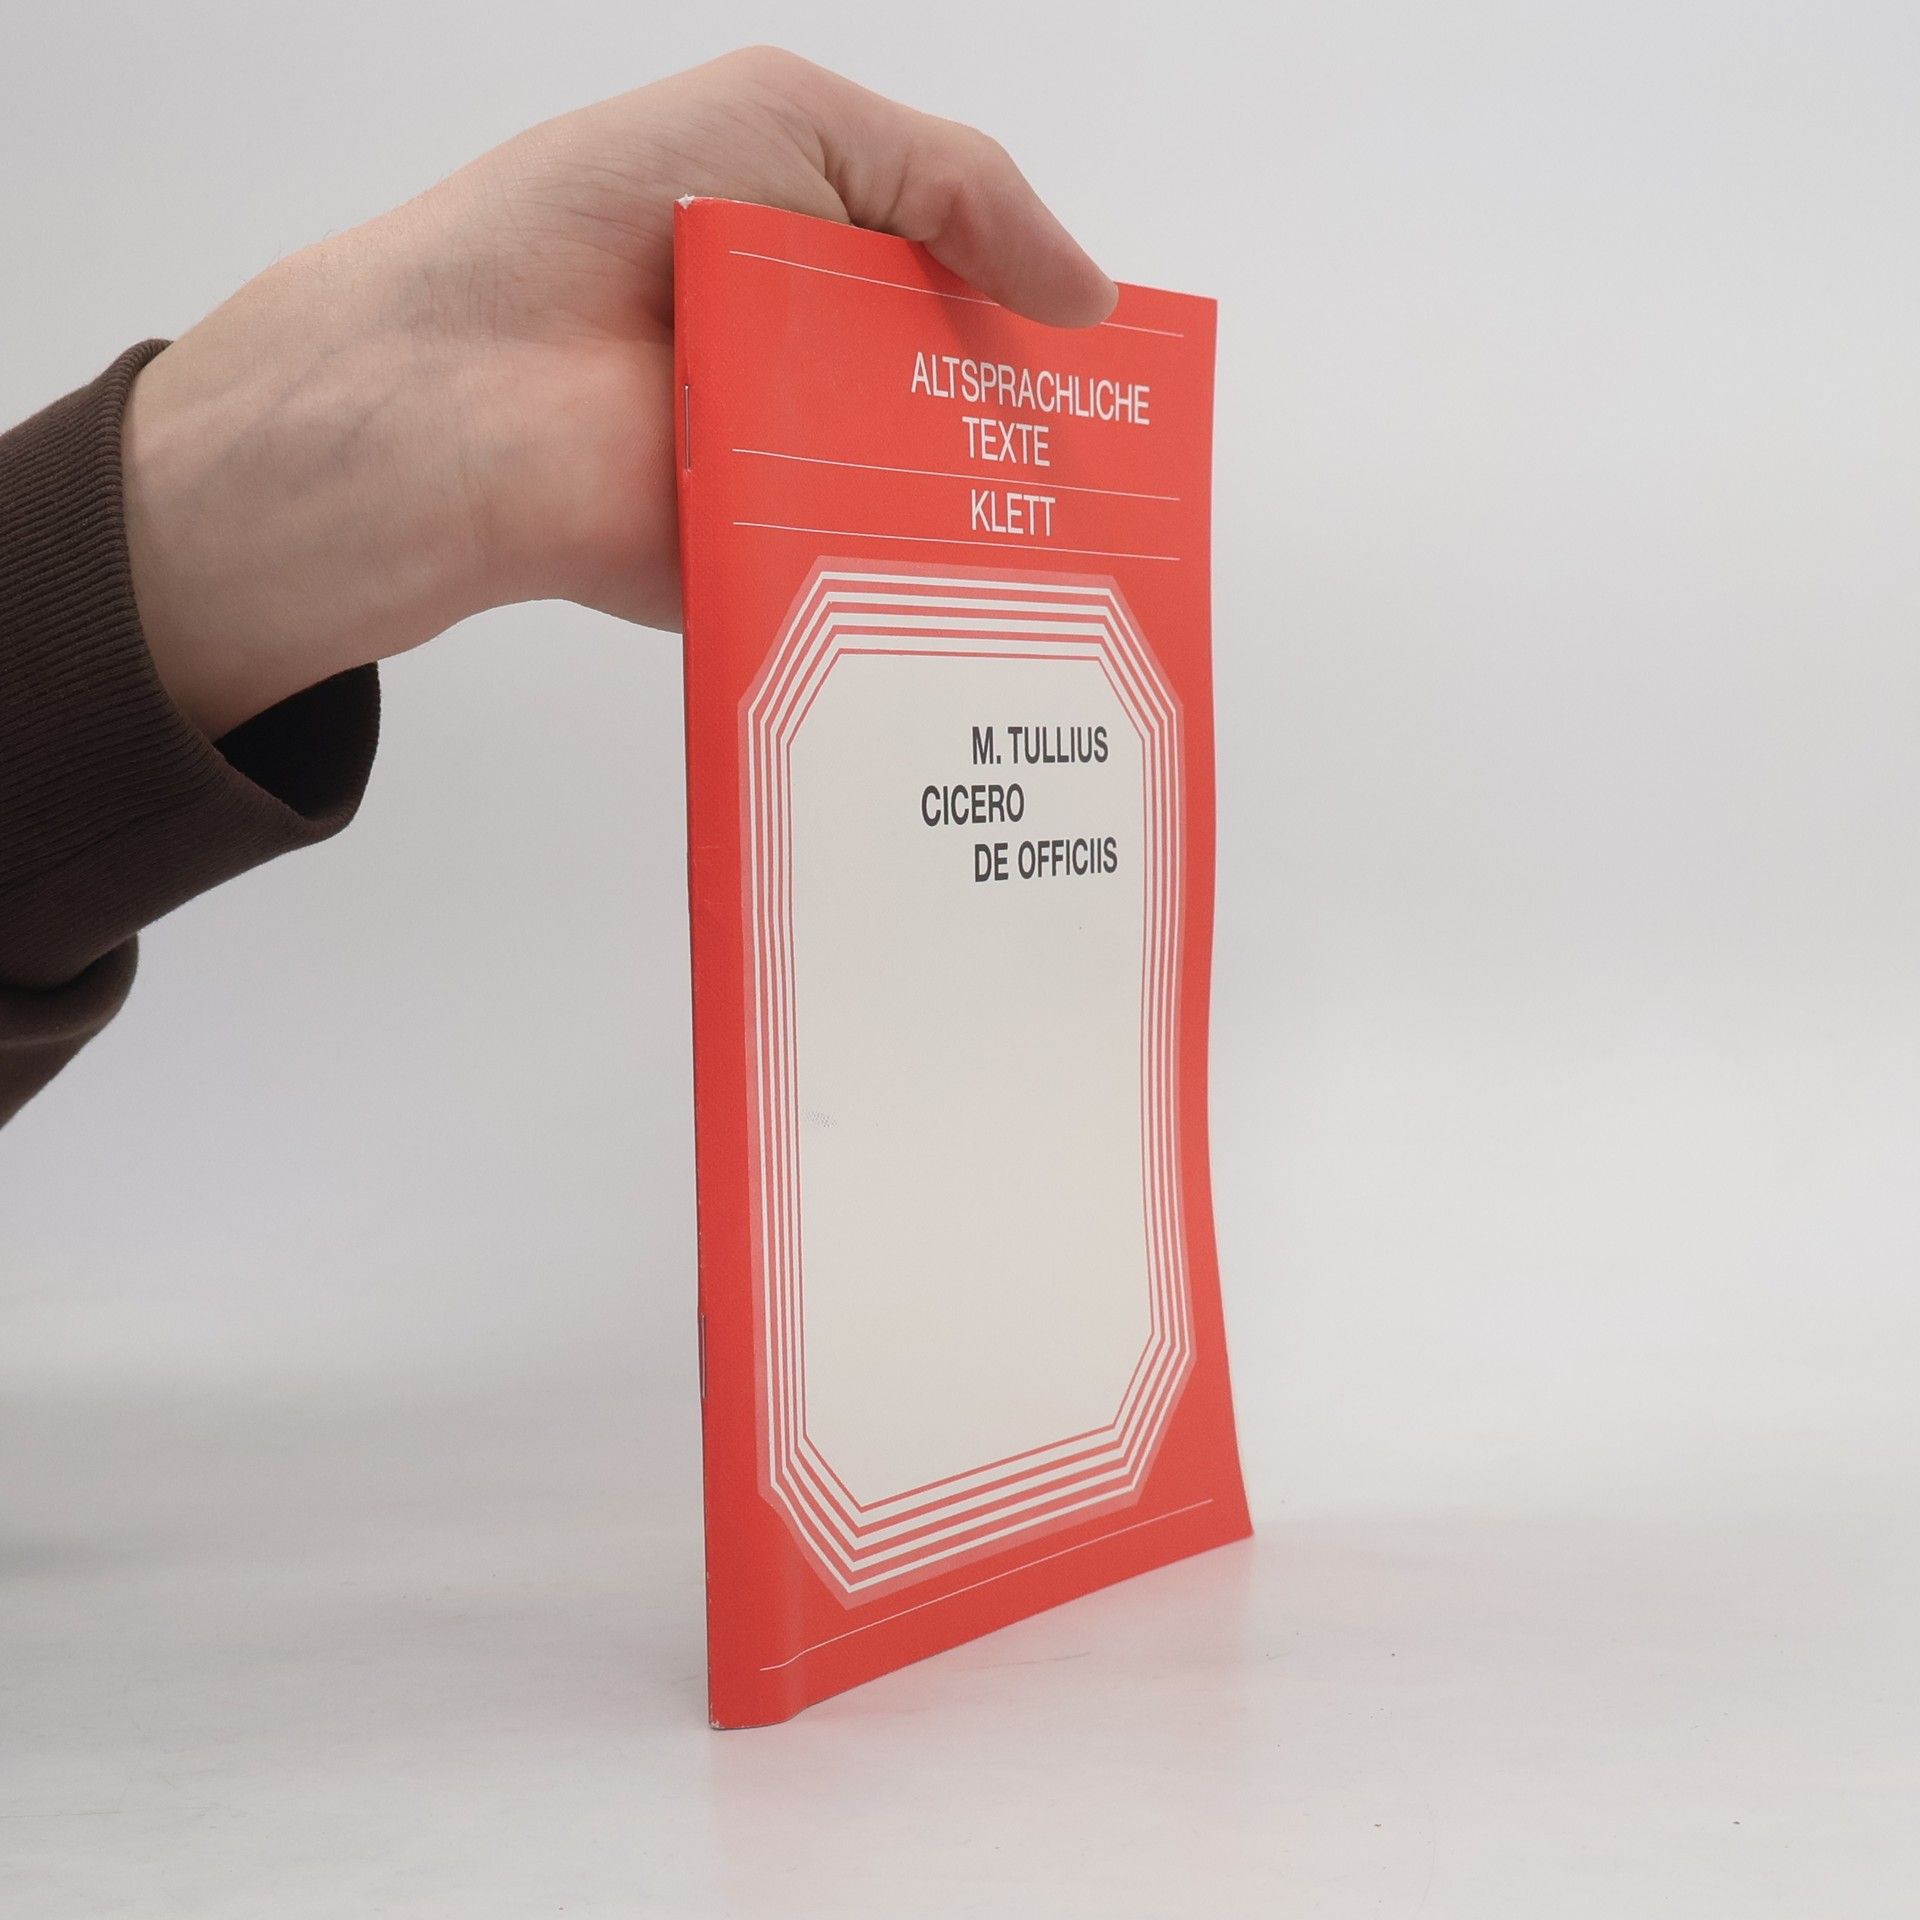 ALTSPRACHLICHE
TEXTE
KLETT
M. TULLIUS
CICERO
DE OFFICIIS